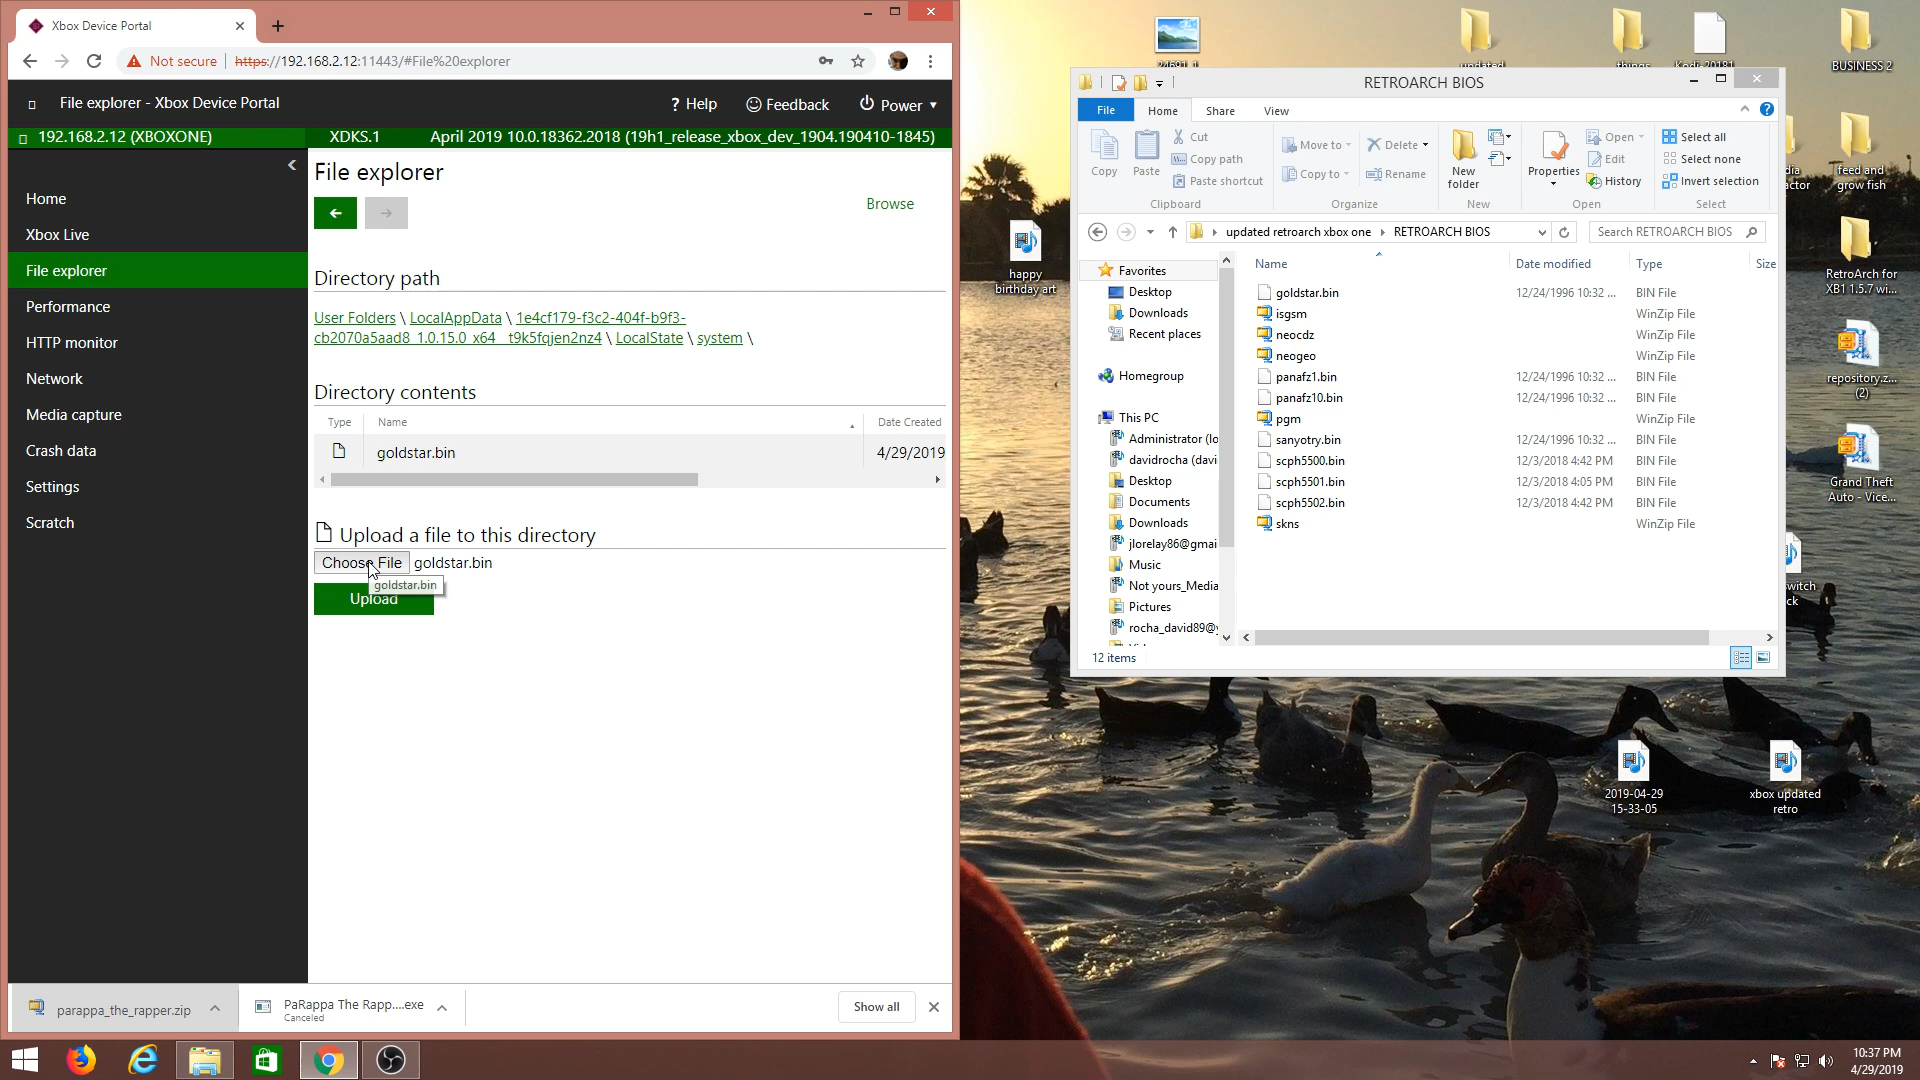 Xbox Device Portal
Not secure
https://192.168.2.12:11443/#File%20explorer
File explorer - Xbox Device Portal
? Help
Feedback
Power
192.168.2.12 (XBOXONE)
XDKS.1
April 2019 10.0.18362.2018 (19h1_release_xbox_dev_1904.190410-1845)
Home
Xbox Live
File explorer
Performance
HTTP monitor
Network
Media capture
Crash data
Settings
Scratch
File explorer
Browse
Directory path
User Folders \ LocalAppData \ 1e4cf179-f3c2-404f-b9f3-
cb2070a5aad8_1.0.15.0_x64__t9k5fqjen2nz4 \ LocalState \ system \
Directory contents
Type
Name
Date Created
goldstar.bin
4/29/2019
Upload a file to this directory
Choose File
goldstar.bin
goldstar.bin
Upload
parappa_the_rapper.zip
PaRappa The Rapp....exe
Canceled
Show all
RETROARCH BIOS
File
Home
Share
View
Copy
Paste
Cut
Copy path
Paste shortcut
Clipboard
Move to
Copy to
Delete
Rename
Organize
New
folder
New
Properties
Open
Edit
History
Open
Select all
Select none
Invert selection
Select
updated retroarch xbox one
RETROARCH BIOS
Search RETROARCH BIOS
Favorites
Desktop
Downloads
Recent places
Homegroup
This PC
Administrator (lo
davidrocha (davi
Desktop
Documents
Downloads
jlorelay86@gmai
Music
Not yours_Media
Pictures
rocha_david89@y
Name
Date modified
Type
Size
goldstar.bin 12/24/1996 10:32 ... BIN File
isgsm WinZip File
neocdz WinZip File
neogeo WinZip File
panafz1.bin 12/24/1996 10:32 ... BIN File
panafz10.bin 12/24/1996 10:32 ... BIN File
pgm WinZip File
sanyotry.bin 12/24/1996 10:32 ... BIN File
scph5500.bin 12/3/2018 4:42 PM BIN File
scph5501.bin 12/3/2018 4:05 PM BIN File
scph5502.bin 12/3/2018 4:42 PM BIN File
skns WinZip File
12 items
happy
birthday art
BUSINESS 2
feed and
grow fish
RetroArch for
XB1 1.5.7 wi...
repository.z...
(2)
Grand Theft
Auto - Vice...
2019-04-29
15-33-05
xbox updated
retro
10:37 PM
4/29/2019